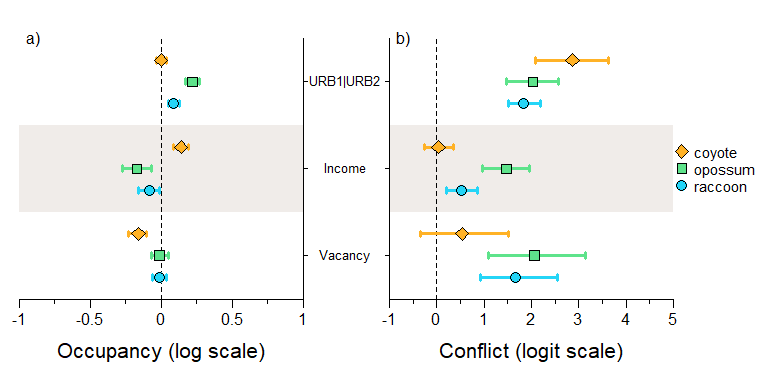 a)
b)
URB1|URB2
Income
Vacancy
coyote
opossum
raccoon
-1 -0.5 0 0.5 1
-1 0 1 2 3 4 5
Occupancy (log scale)
Conflict (logit scale)